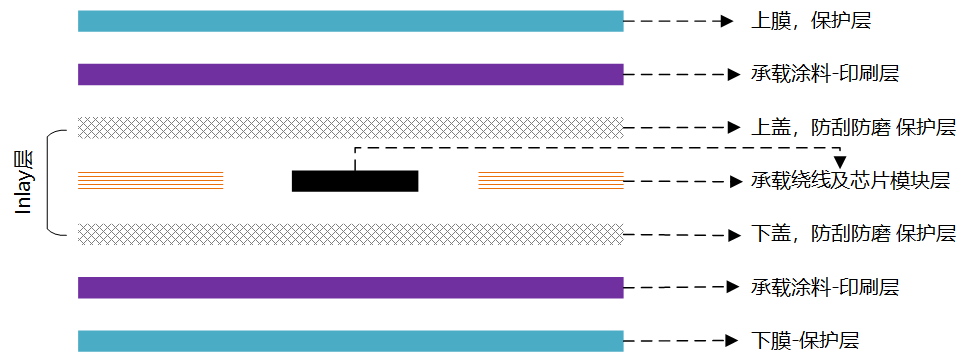 上膜，保护层
承载涂料-印刷层
上盖，防刮防磨 保护层
Inlay层
承载绕线及芯片模块层
下盖，防刮防磨 保护层
承载涂料-印刷层
下膜-保护层